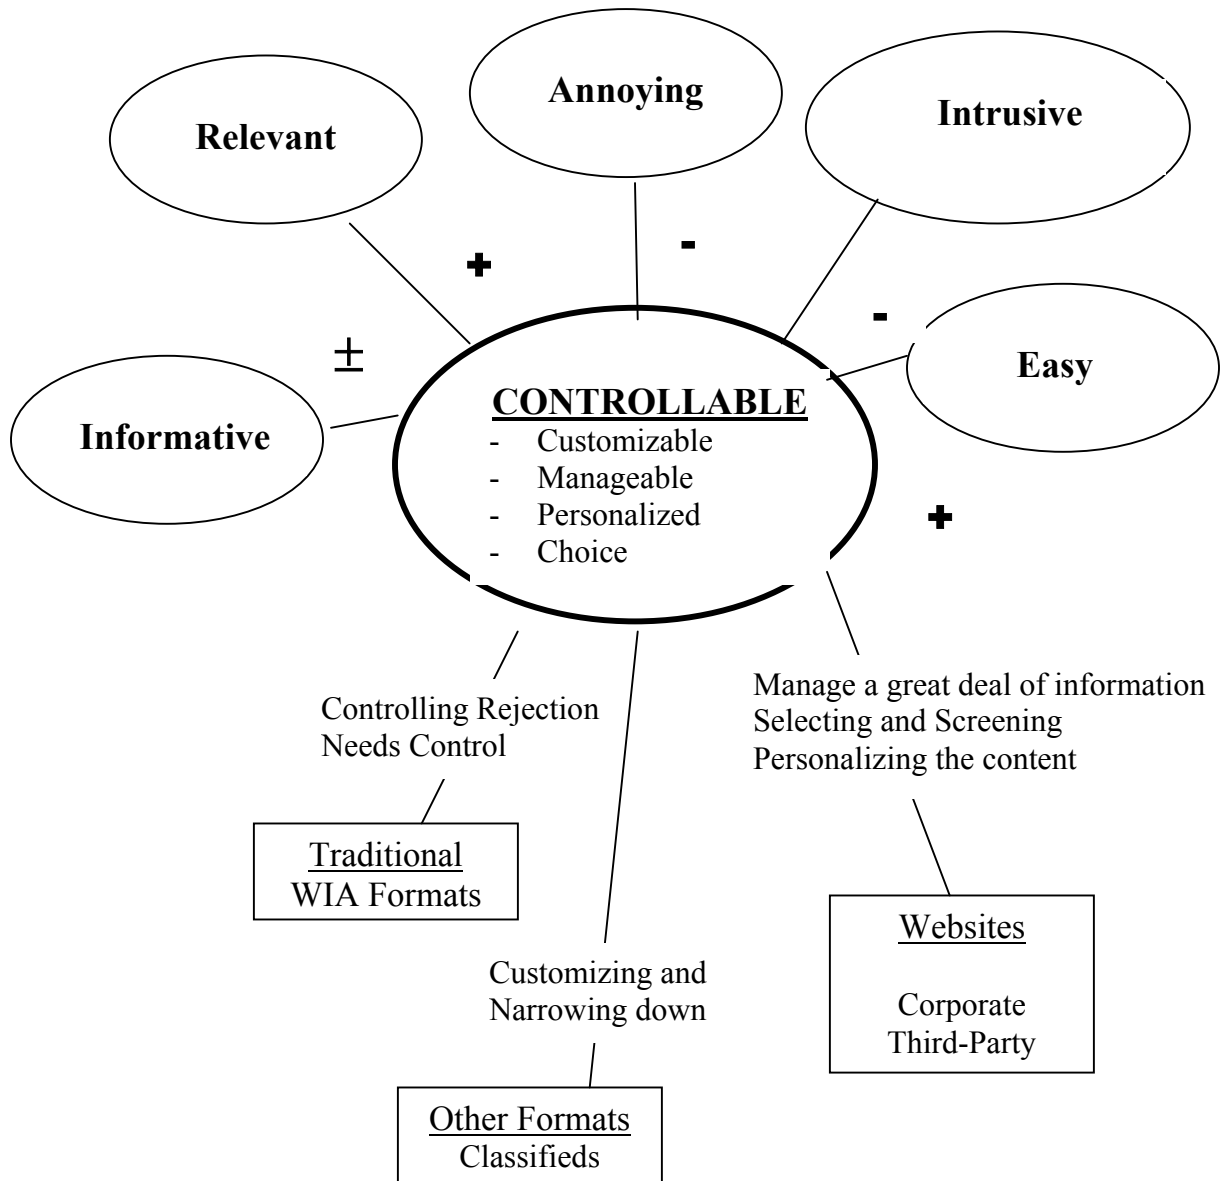 Annoying
Intrusive
Relevant
-
+
-
±
Easy
CONTROLLABLE
Informative
- Customizable
- Manageable
- Personalized
- Choice
+
Controlling Rejection
Needs Control
Manage a great deal of information
Selecting and Screening
Personalizing the content
Traditional
WIA Formats
Websites
Corporate
Third-Party
Customizing and
Narrowing down
Other Formats
Classifieds